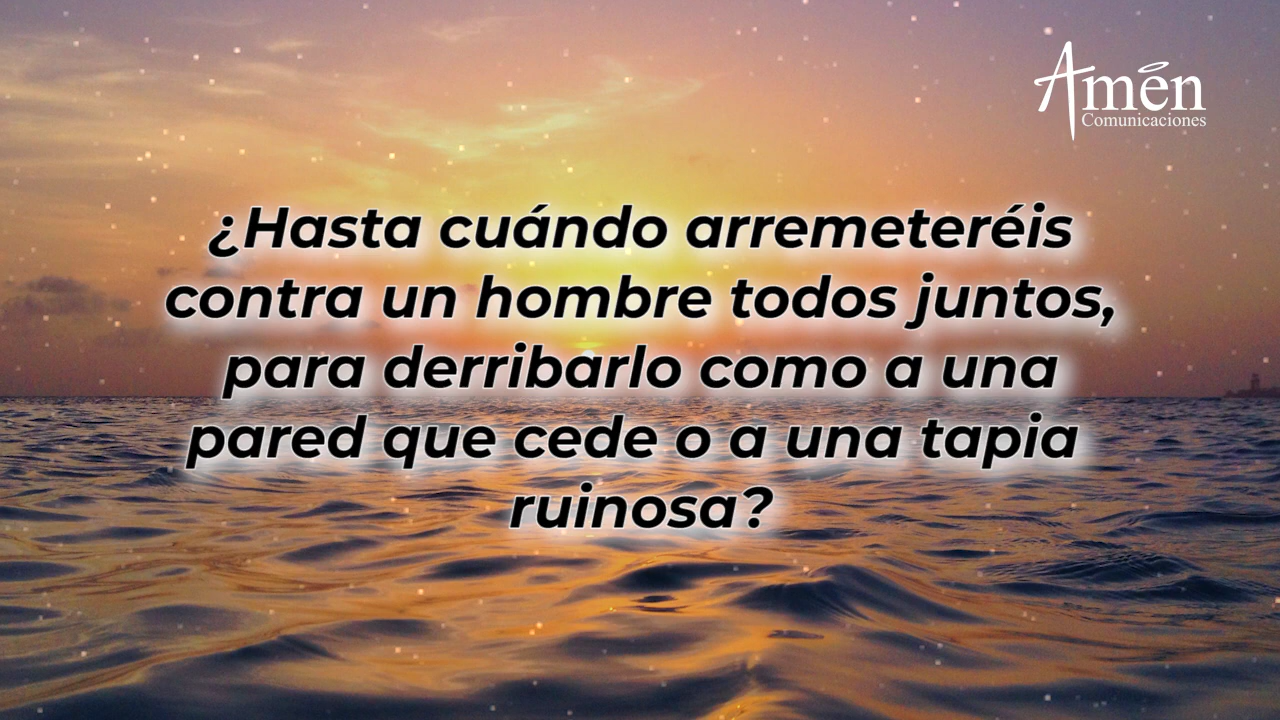 Amén
Comunicaciones
¿Hasta cuándo arremeteréis
contra un hombre todos juntos,
para derribarlo como a una
pared que cede o a una tapia
ruinosa?